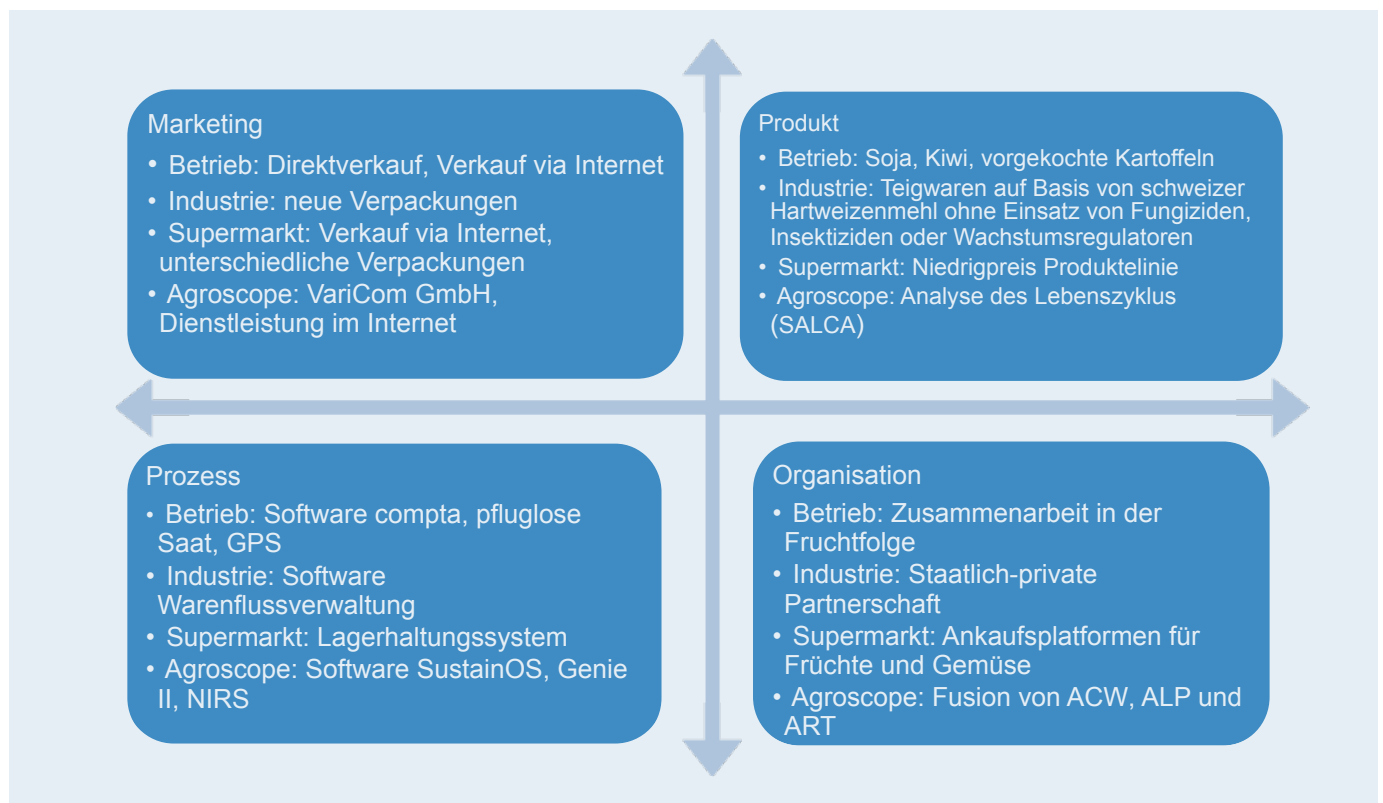 Marketing
• Betrieb: Direktverkauf, Verkauf via Internet
• Industrie: neue Verpackungen
• Supermarkt: Verkauf via Internet,
unterschiedliche Verpackungen
• Agroscope: VariCom GmbH,
Dienstleistung im Internet
Produkt
• Betrieb: Soja, Kiwi, vorgekochte Kartoffeln
• Industrie: Teigwaren auf Basis von schweizer
Hartweizenmehl ohne Einsatz von Fungiziden,
Insektiziden oder Wachstumsregulatoren
• Supermarkt: Niedrigpreis Produktelinie
• Agroscope: Analyse des Lebenszyklus
(SALCA)
Prozess
• Betrieb: Software compta, pfluglose
Saat, GPS
• Industrie: Software
Warenflussverwaltung
• Supermarkt: Lagerhaltungssystem
• Agroscope: Software SustainOS, Genie
II, NIRS
Organisation
• Betrieb: Zusammenarbeit in der
Fruchtfolge
• Industrie: Staatlich-private
Partnerschaft
• Supermarkt: Ankaufsplatformen für
Früchte und Gemüse
• Agroscope: Fusion von ACW, ALP und
ART